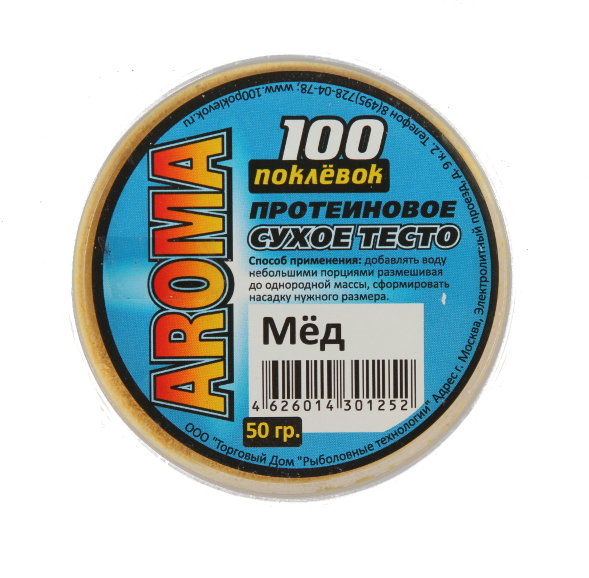 AROMA
100
поклёвок
ПРОТЕИНОВОЕ
СУХОЕ ТЕСТО
Способ применения: добавлять воду
небольшими порциями размешивая
до однородной массы, сформировать
насадку нужного размера.
Мёд
4 626014 301252
50 гр.
ООО "Торговый Дом "Рыболовные технологии" Адрес г. Москва, Электролитный проезд, д. 9 к.2. Телефон 8(495)728-04-78; www.100poklevok.ru